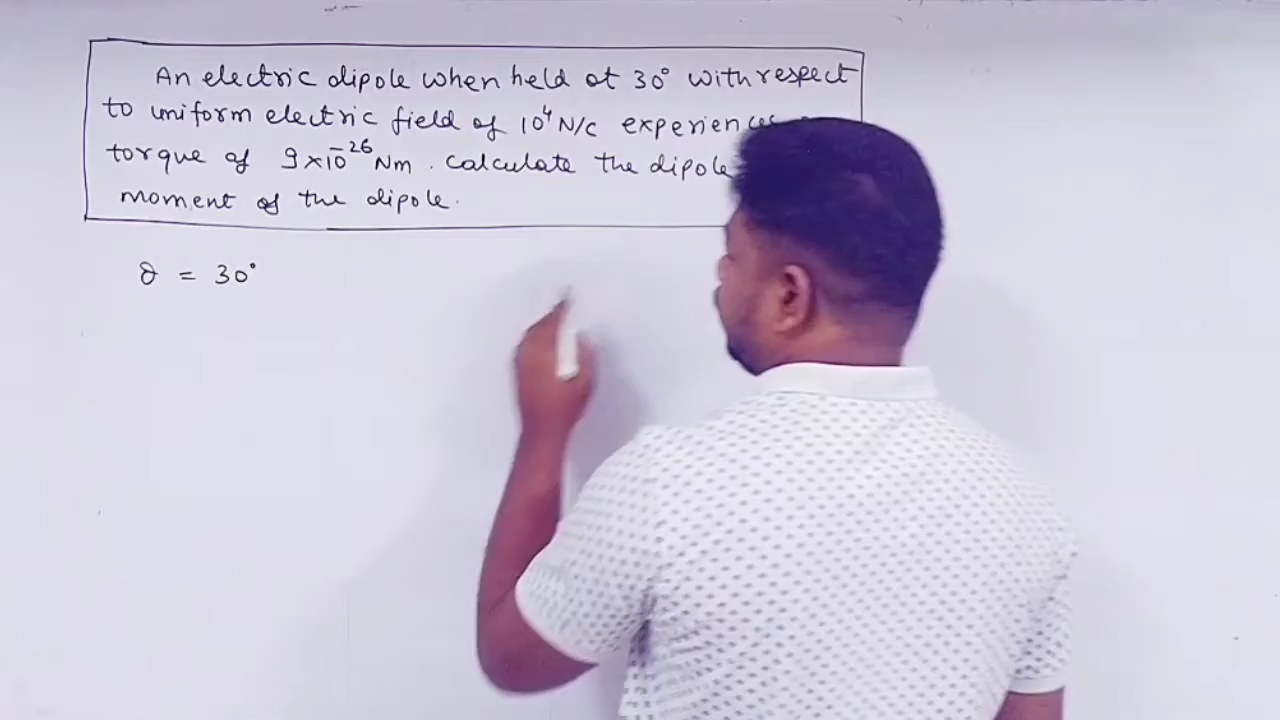 An electric dipole when held at 30° with respect
to uniform electric field of 10⁴ N/C experiences
torque of 9×10⁻²⁶ Nm. Calculate the dipole
moment of the dipole.
θ = 30°